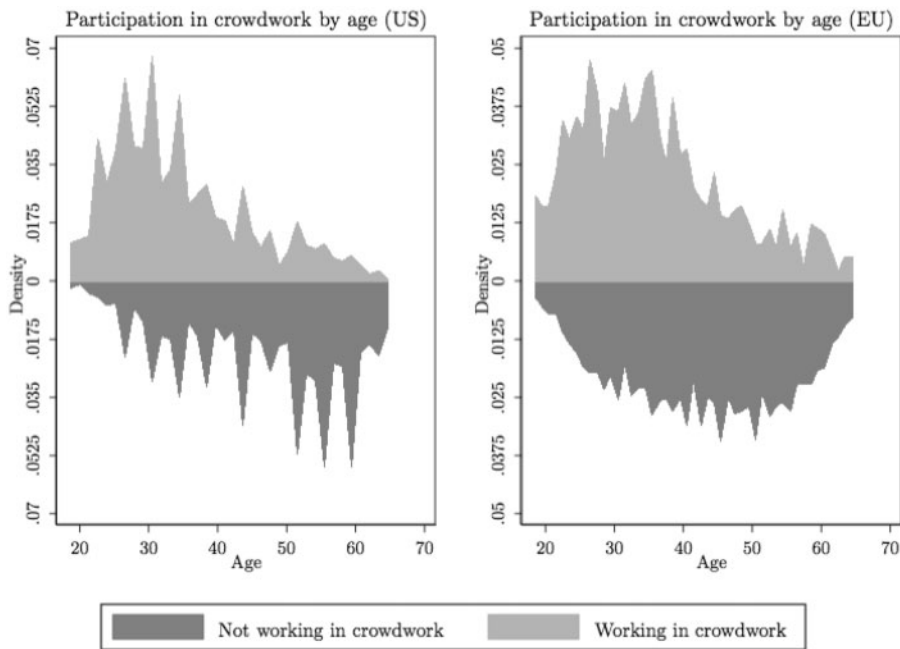 Participation in crowdwork by age (US)
Density
.07
.0525
.035
.0175
0
.0175
.035
.0525
.07
20 30 40 50 60 70
Age
Participation in crowdwork by age (EU)
Density
.05
.0375
.025
.0125
0
.0125
.025
.0375
.05
20 30 40 50 60 70
Age
Not working in crowdwork
Working in crowdwork